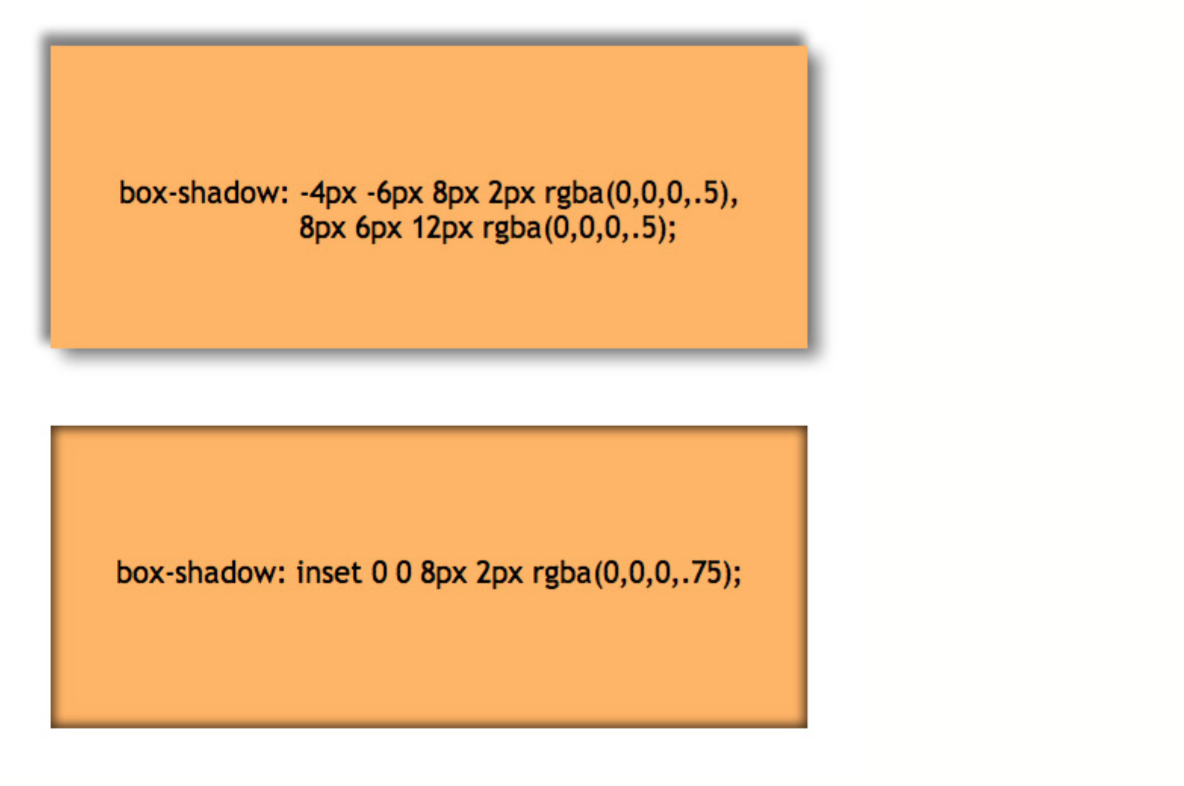 box-shadow: -4px -6px 8px 2px rgba(0,0,0,.5),
8px 6px 12px rgba(0,0,0,.5);
box-shadow: inset 0 0 8px 2px rgba(0,0,0,.75);